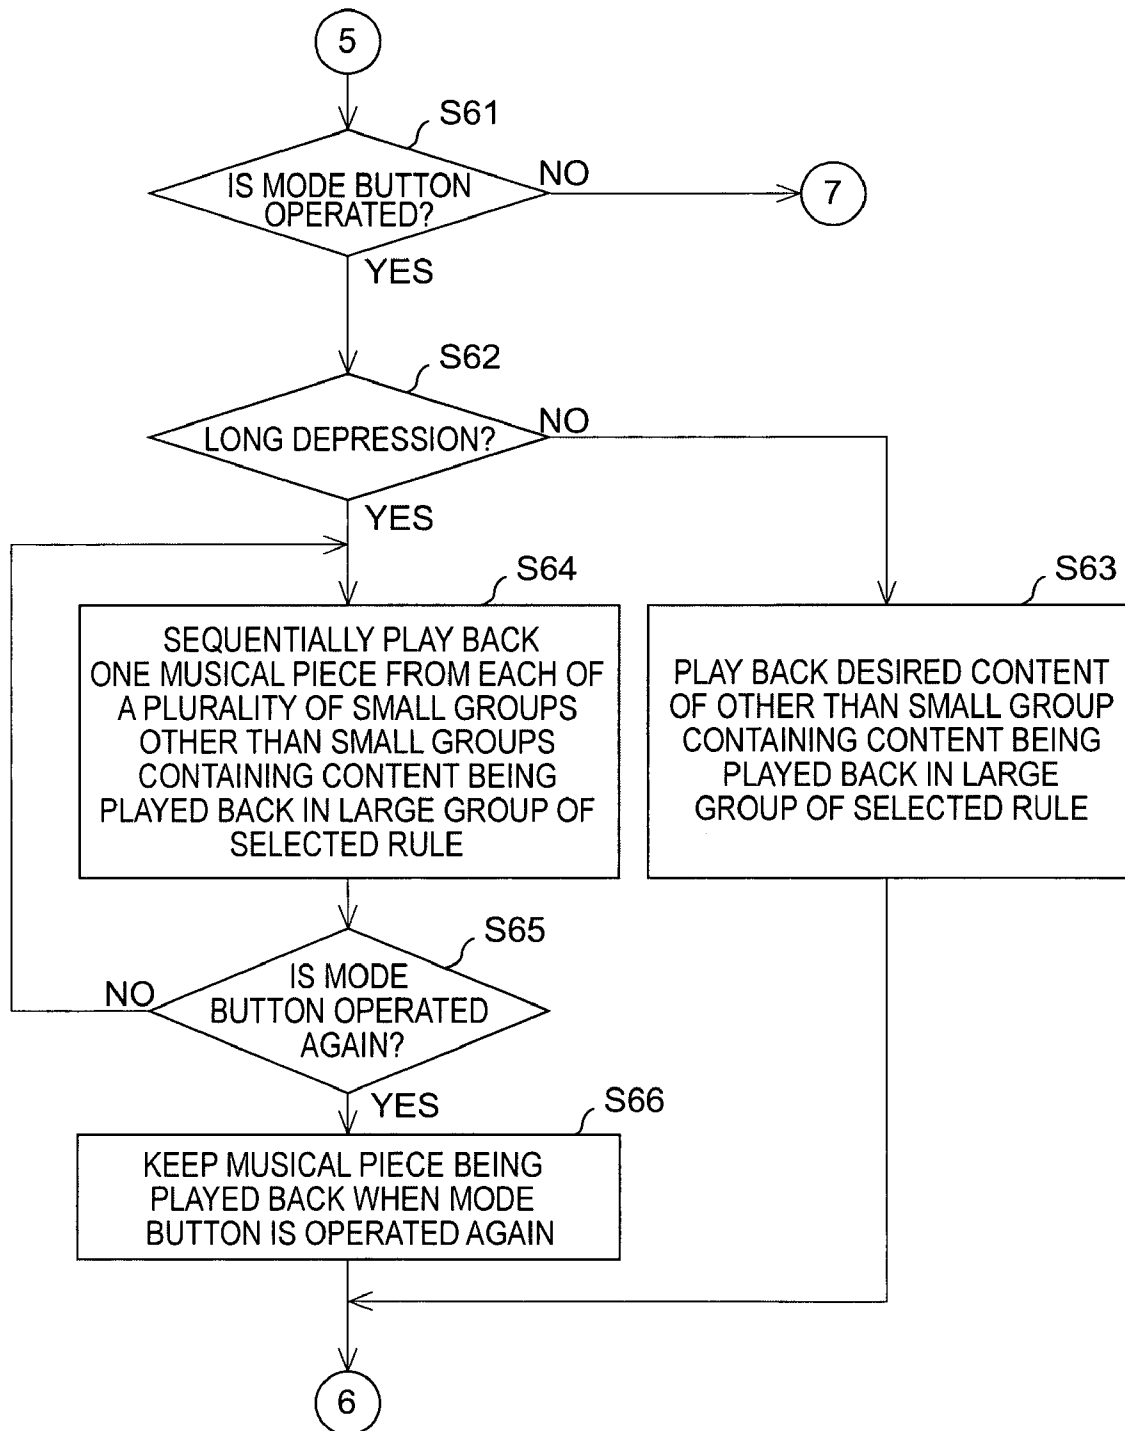 5
S61
IS MODE BUTTON
OPERATED?
NO
7
YES
S62
LONG DEPRESSION?
NO
YES
S64
SEQUENTIALLY PLAY BACK
ONE MUSICAL PIECE FROM EACH OF
A PLURALITY OF SMALL GROUPS
OTHER THAN SMALL GROUPS
CONTAINING CONTENT BEING
PLAYED BACK IN LARGE GROUP OF
SELECTED RULE
S63
PLAY BACK DESIRED CONTENT
OF OTHER THAN SMALL GROUP
CONTAINING CONTENT BEING
PLAYED BACK IN LARGE
GROUP OF SELECTED RULE
S65
IS MODE
BUTTON OPERATED
AGAIN?
NO
YES
S66
KEEP MUSICAL PIECE BEING
PLAYED BACK WHEN MODE
BUTTON IS OPERATED AGAIN
6